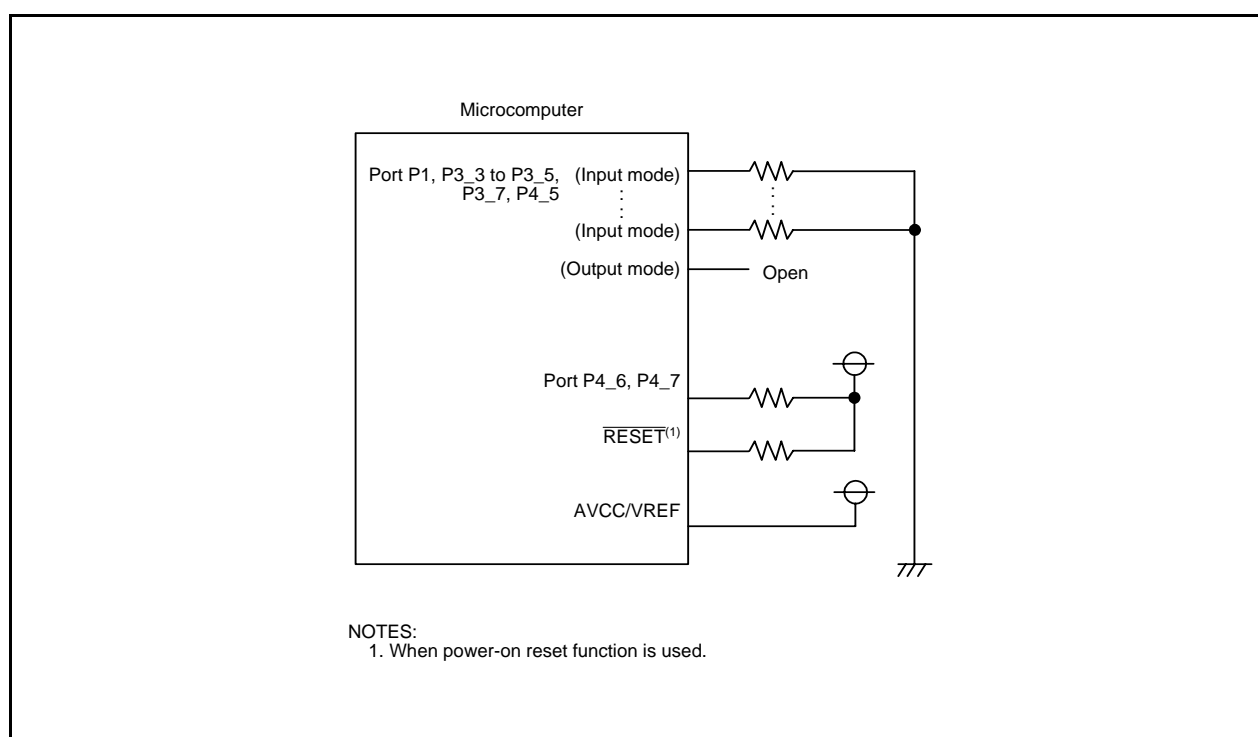 Microcomputer
Port P1, P3_3 to P3_5, (Input mode)
P3_7, P4_5
(Input mode)
(Output mode) Open
Port P4_6, P4_7
RESET(1)
AVCC/VREF
NOTES:
1. When power-on reset function is used.